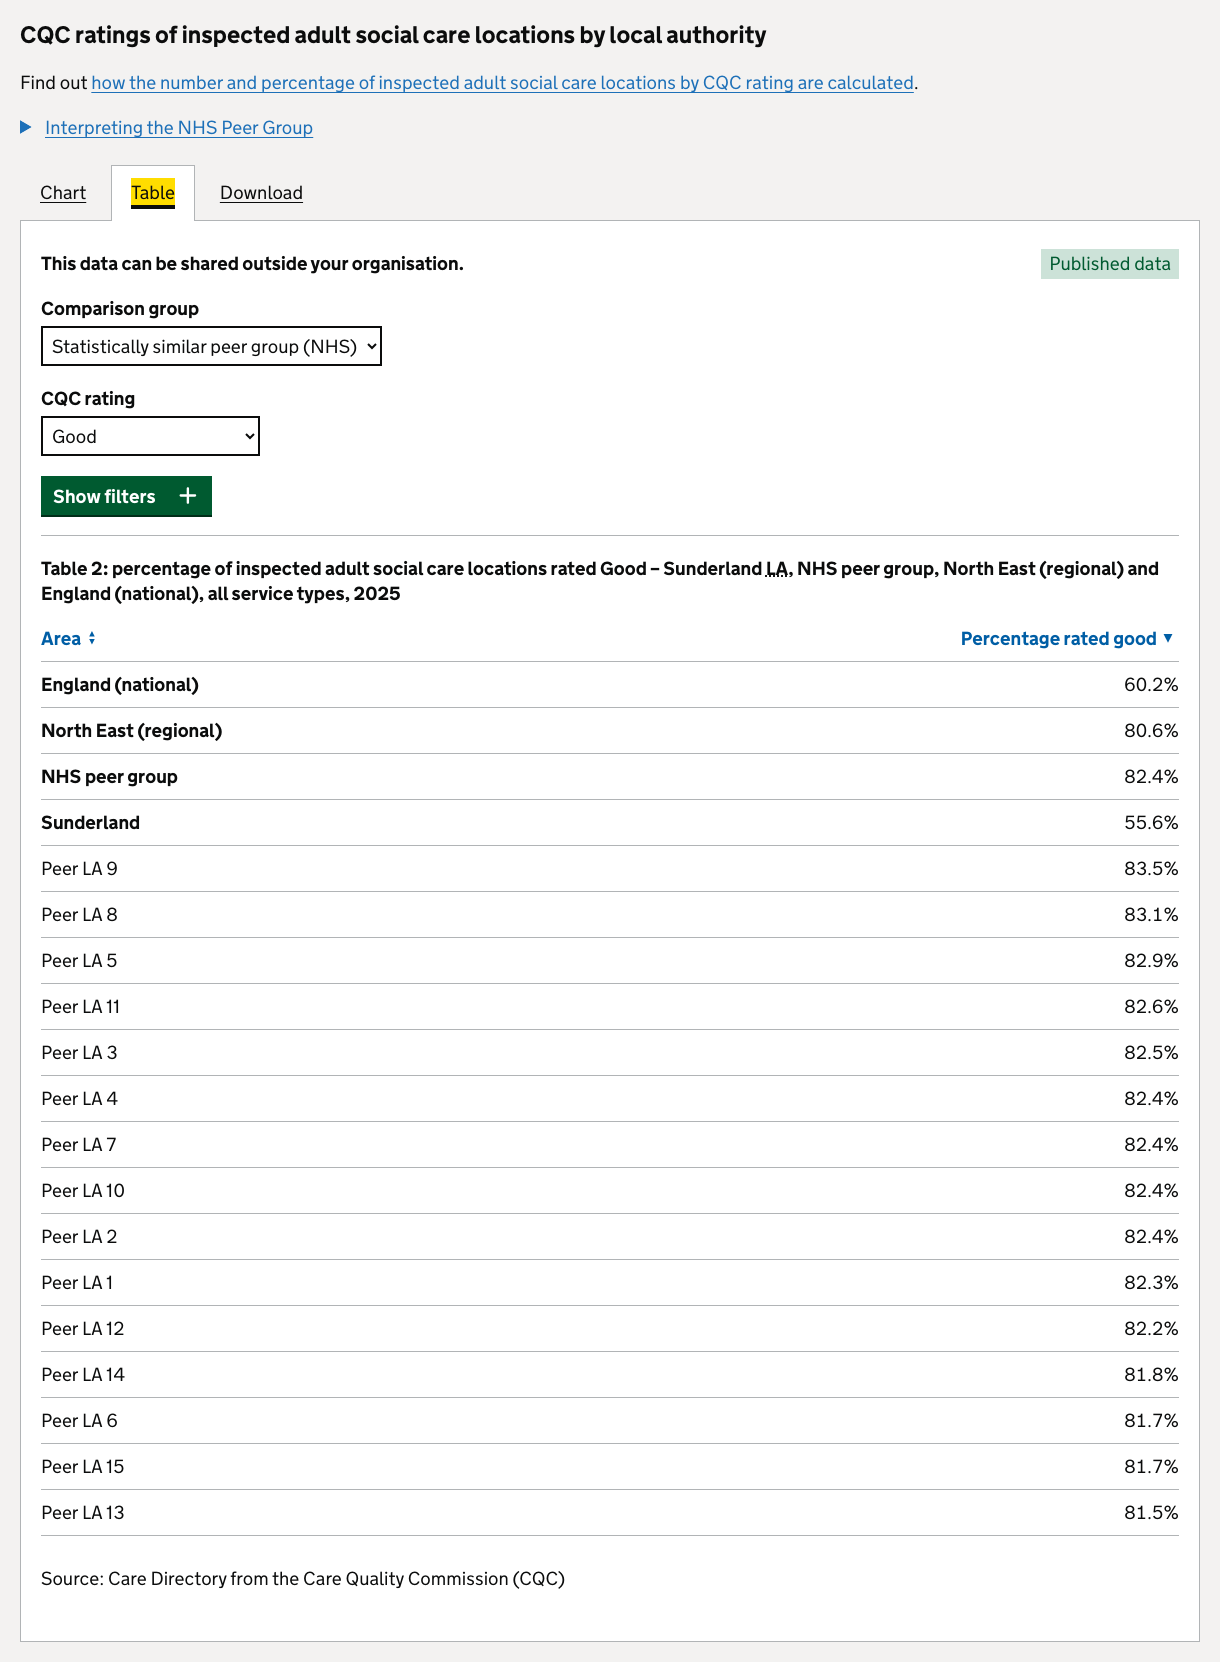 CQC ratings of inspected adult social care locations by local authority
Find out how the number and percentage of inspected adult social care locations by CQC rating are calculated.
Interpreting the NHS Peer Group
Chart
Table
Download
This data can be shared outside your organisation.
Published data
Comparison group
Statistically similar peer group (NHS)
CQC rating
Good
Show filters +
Table 2: percentage of inspected adult social care locations rated Good – Sunderland LA, NHS peer group, North East (regional) and
England (national), all service types, 2025
Area Percentage rated good
England (national) 60.2%
North East (regional) 80.6%
NHS peer group 82.4%
Sunderland 55.6%
Peer LA 9 83.5%
Peer LA 8 83.1%
Peer LA 5 82.9%
Peer LA 11 82.6%
Peer LA 3 82.5%
Peer LA 4 82.4%
Peer LA 7 82.4%
Peer LA 10 82.4%
Peer LA 2 82.4%
Peer LA 1 82.3%
Peer LA 12 82.2%
Peer LA 14 81.8%
Peer LA 6 81.7%
Peer LA 15 81.7%
Peer LA 13 81.5%
Source: Care Directory from the Care Quality Commission (CQC)